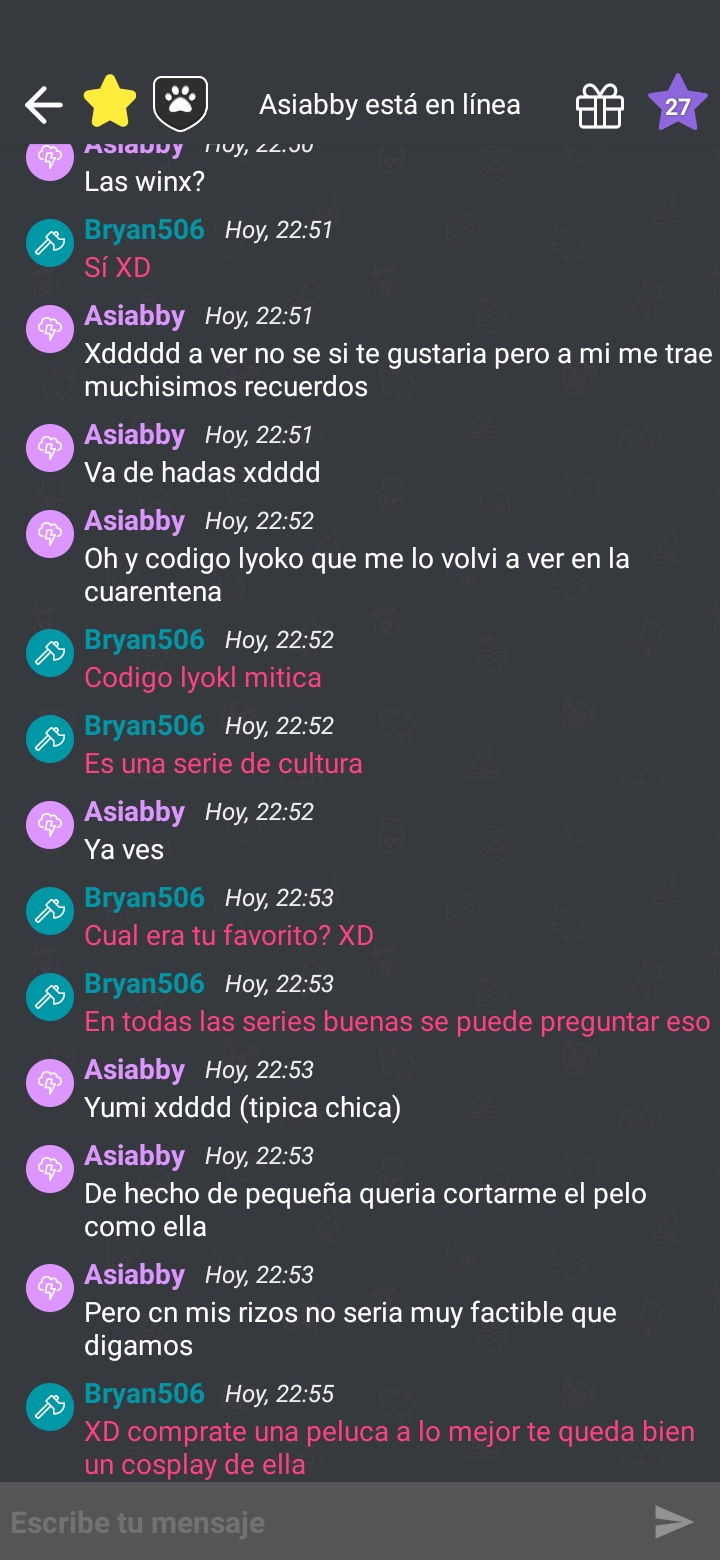 Asiabby está en línea
27
Asiabby Hoy, 22:50
Las winx?
Bryan506 Hoy, 22:51
Sí XD
Asiabby Hoy, 22:51
Xddddd a ver no se si te gustaria pero a mi me trae
muchisimos recuerdos
Asiabby Hoy, 22:51
Va de hadas xdddd
Asiabby Hoy, 22:52
Oh y codigo lyoko que me lo volvi a ver en la
cuarentena
Bryan506 Hoy, 22:52
Codigo lyokl mitica
Bryan506 Hoy, 22:52
Es una serie de cultura
Asiabby Hoy, 22:52
Ya ves
Bryan506 Hoy, 22:53
Cual era tu favorito? XD
Bryan506 Hoy, 22:53
En todas las series buenas se puede preguntar eso
Asiabby Hoy, 22:53
Yumi xdddd (tipica chica)
Asiabby Hoy, 22:53
De hecho de pequeña queria cortarme el pelo
como ella
Asiabby Hoy, 22:53
Pero cn mis rizos no seria muy factible que
digamos
Bryan506 Hoy, 22:55
XD comprate una peluca a lo mejor te queda bien
un cosplay de ella
Escribe tu mensaje